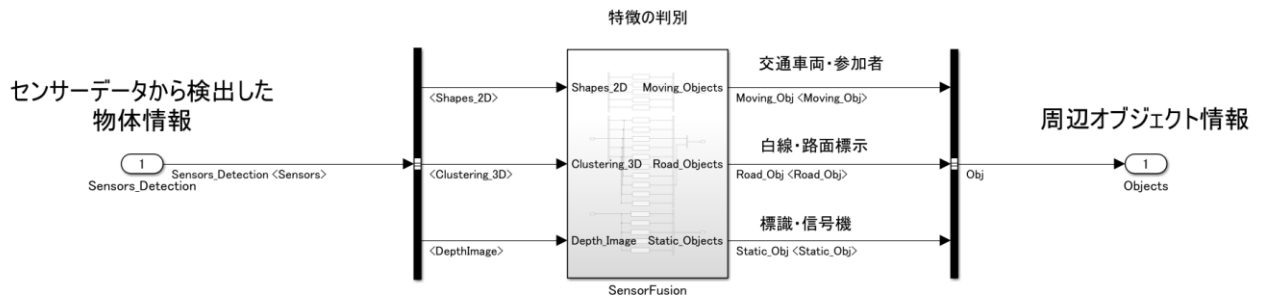 特徴の判別
センサーデータから検出した
物体情報
1
Sensors_Detection
Sensors_Detection <Sensors>
<Shapes_2D>
<Clustering_3D>
<DepthImage>
Shapes_2D
Clustering_3D
Depth_Image
Moving_Objects
Road_Objects
Static_Objects
SensorFusion
交通車両・参加者
Moving_Obj <Moving_Obj>
白線・路面標示
Road_Obj <Road_Obj>
標識・信号機
Static_Obj <Static_Obj>
Obj
周辺オブジェクト情報
1
Objects